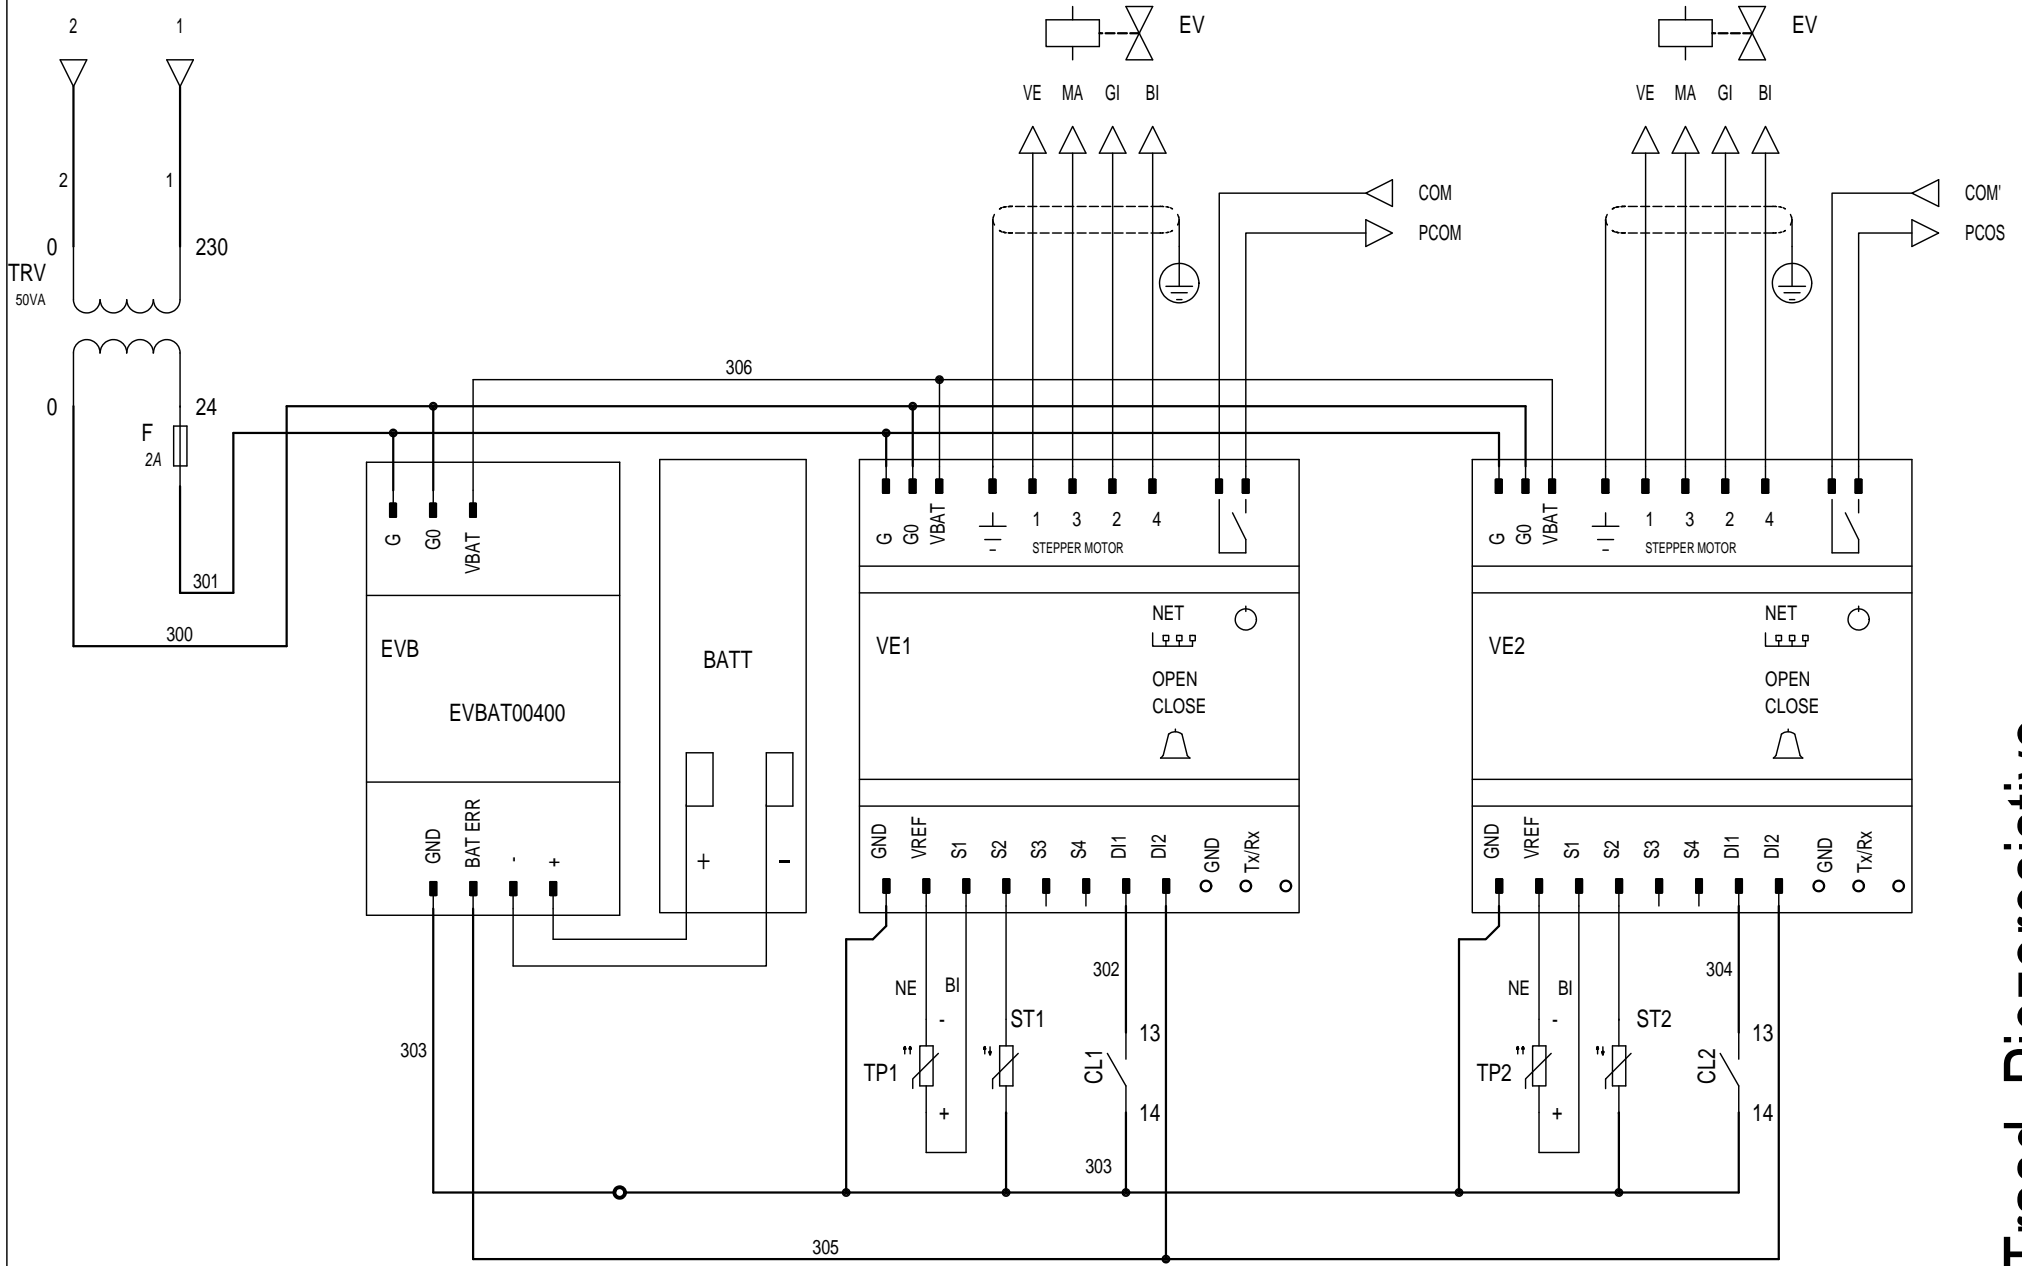 2 1 EV EV
VE MA GI BI VE MA GI BI
2 1 COM COM'
PCOM PCOS
0 230
TRV
50VA
306
0 24
F
2A
G G0 VBAT G G0 VBAT 1 3 2 4 G G0 VBAT 1 3 2 4
STEPPER MOTOR STEPPER MOTOR
301
300
NET NET
EVB BATT VE1 VE2
OPEN OPEN
CLOSE CLOSE
EVBAT00400
GND BAT ERR - + + - GND VREF S1 S2 S3 S4 DI1 DI2 GND Tx/Rx GND VREF S1 S2 S3 S4 DI1 DI2 GND Tx/Rx
302 304
NE BI NE BI
- ST1 13 - ST2 13
303
TP1 CL1 TP2 CL2
+ 14 + 14
303
305